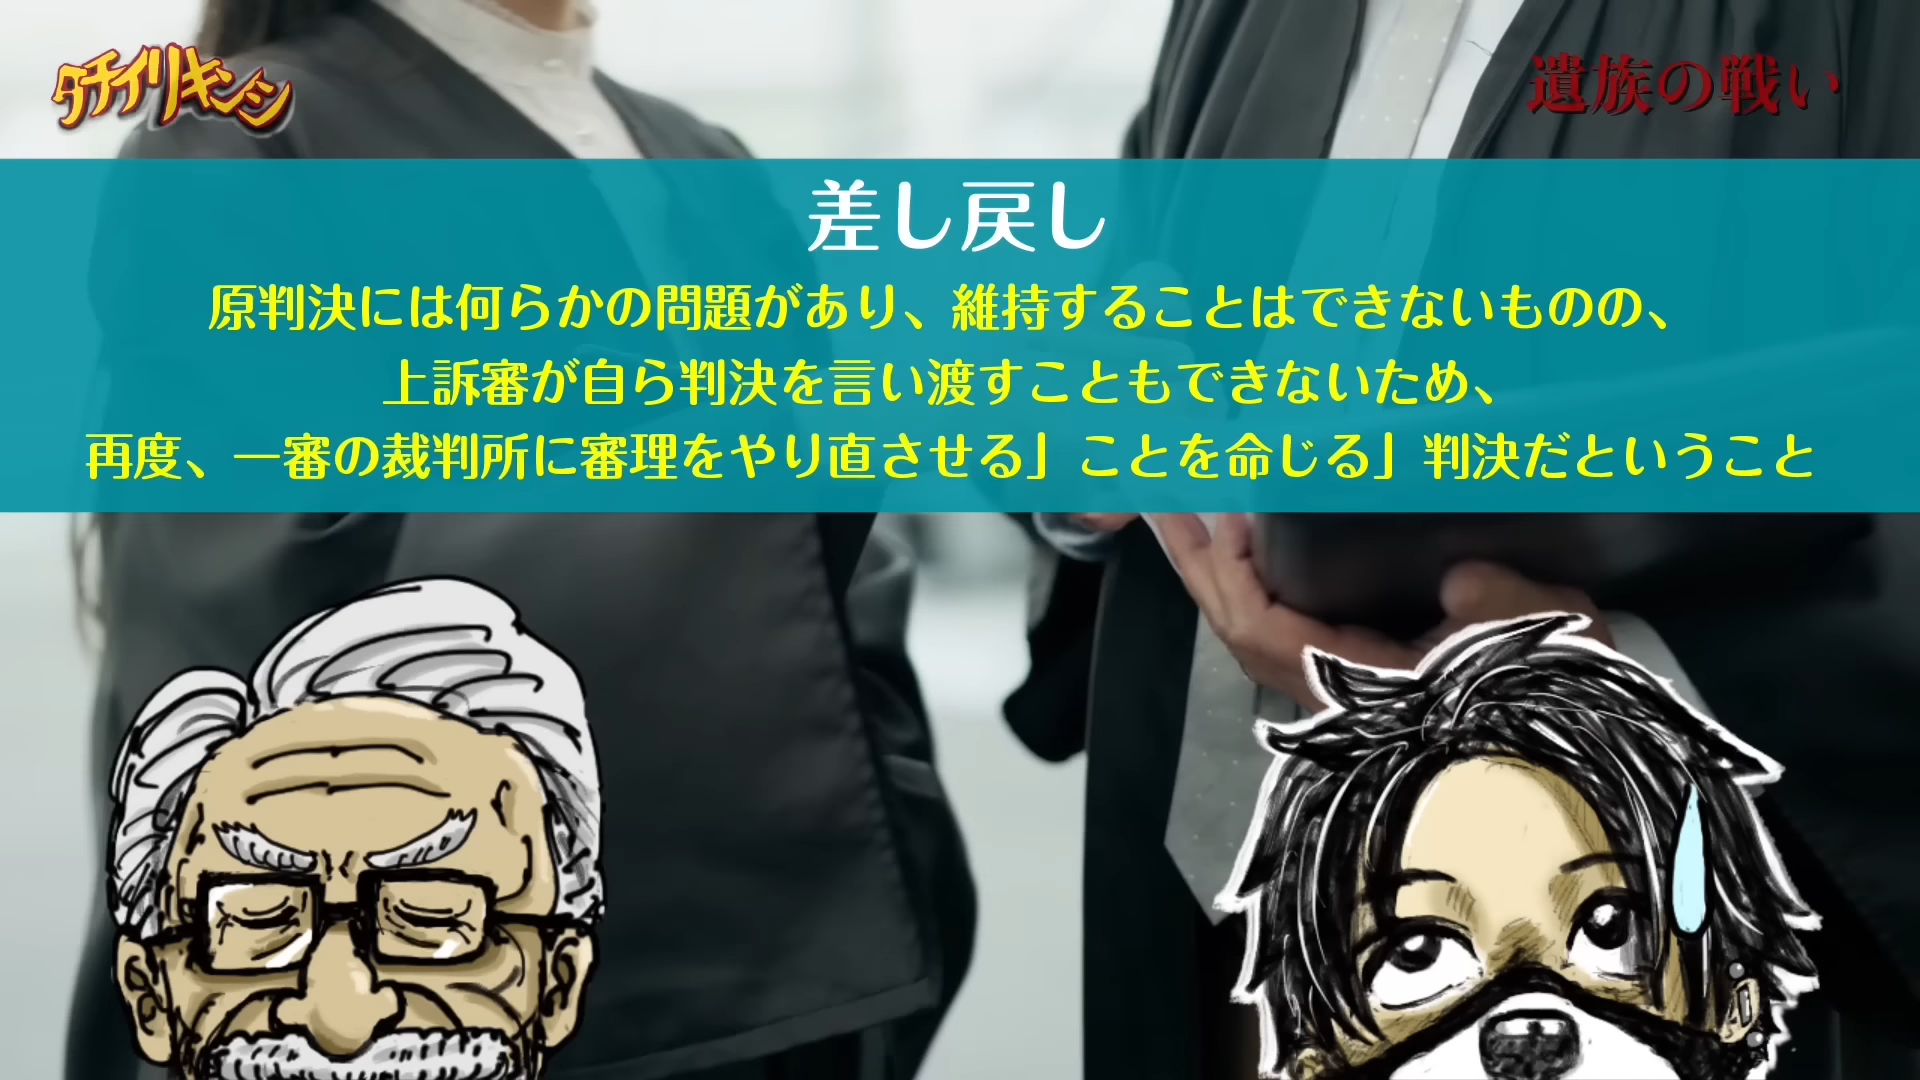 タチイリキンシ
遺族の戦い
差し戻し
原判決には何らかの問題があり、維持することはできないものの、
上訴審が自ら判決を言い渡すこともできないため、
再度、一審の裁判所に審理をやり直させる」ことを命じる」判決だということ